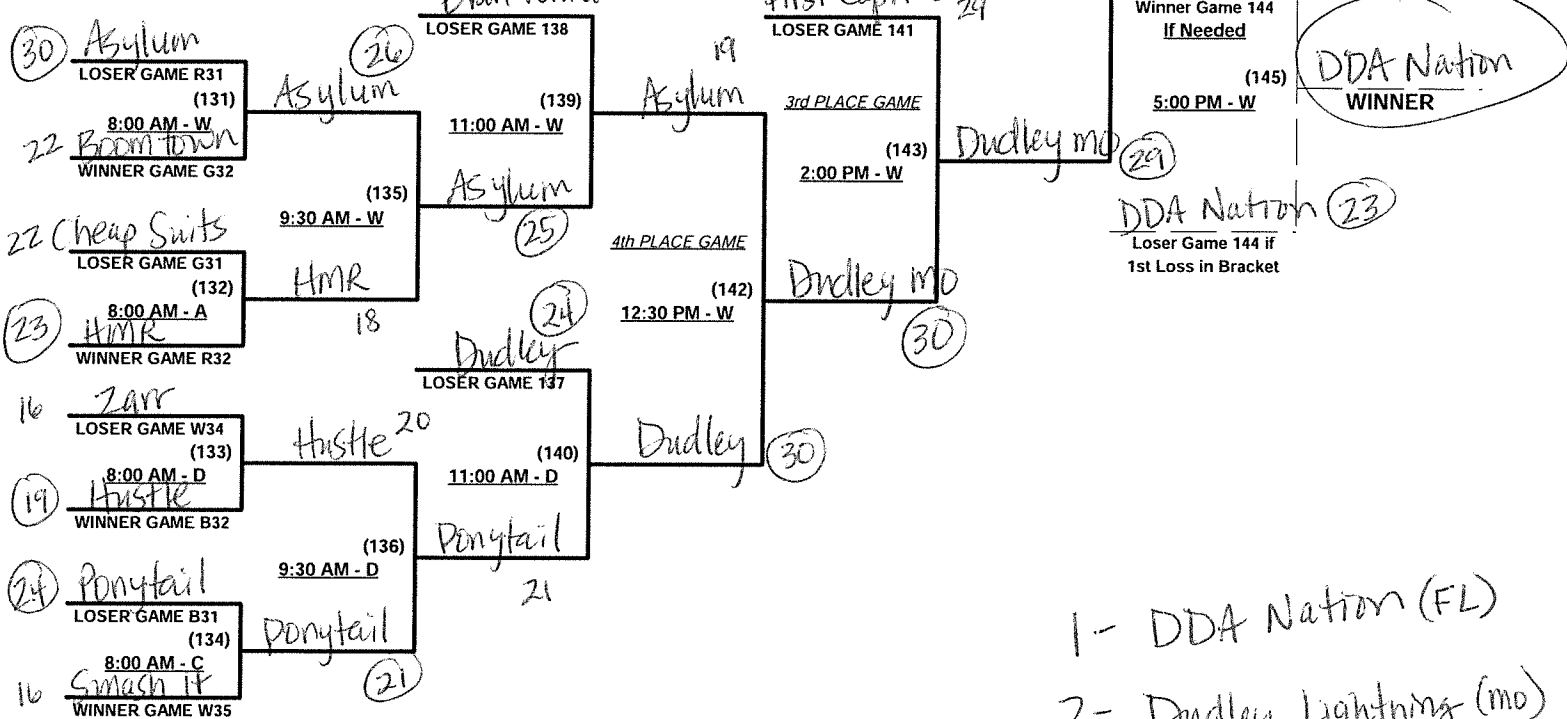 LOSER GAME 138
30 Asylum
LOSER GAME R31
(131)
8:00 AM - W
22 Boomtown
WINNER GAME G32
26
Asylum
(135)
9:30 AM - W
22 Cheap Suits
LOSER GAME G31
(132)
8:00 AM - A
23 HMR
WINNER GAME R32
HMR
18
16 Zarr
LOSER GAME W34
(133)
8:00 AM - D
19 Hustle
WINNER GAME B32
Hustle 20
(136)
9:30 AM - D
24 Ponytail
LOSER GAME B31
(134)
8:00 AM - C
16 Smash It
WINNER GAME W35
Ponytail
21
(139)
11:00 AM - W
Asylum
25
24
Dudley
LOSER GAME 137
(140)
11:00 AM - D
Ponytail
21
19
Asylum
4th PLACE GAME
(142)
12:30 PM - W
Dudley 30
29
LOSER GAME 141
3rd PLACE GAME
(143)
2:00 PM - W
Dudley mo
30
Dudley mo 29
Winner Game 144
If Needed
(145)
5:00 PM - W
DDA Nation 23
Loser Game 144 if
1st Loss in Bracket
DDA Nation
WINNER
1- DDA Nation (FL)
2- Dudley Lightning (mo)